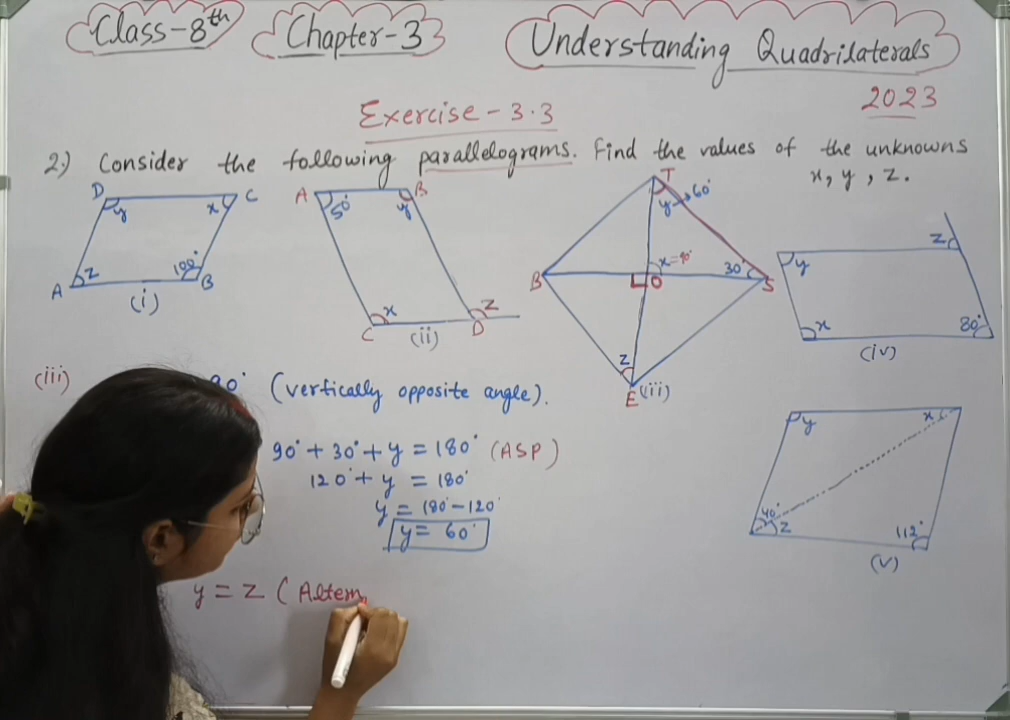 Class-8th Chapter-3 Understanding Quadrilaterals
2023
Exercise-3.3
2.) Consider the following parallelograms. Find the values of the unknowns
x, y, z.
D C y x z 100° A B (i)
A B 50° y x z C D (ii)
T y 60° B x=90° O 30° S z E (iii)
z y x 80° (iv)
y x 40° z 112° (v)
(iii) 90° (vertically opposite angle).
90° + 30° + y = 180° (ASP)
120° + y = 180°
y = 180-120°
y = 60°
y = z (Altern